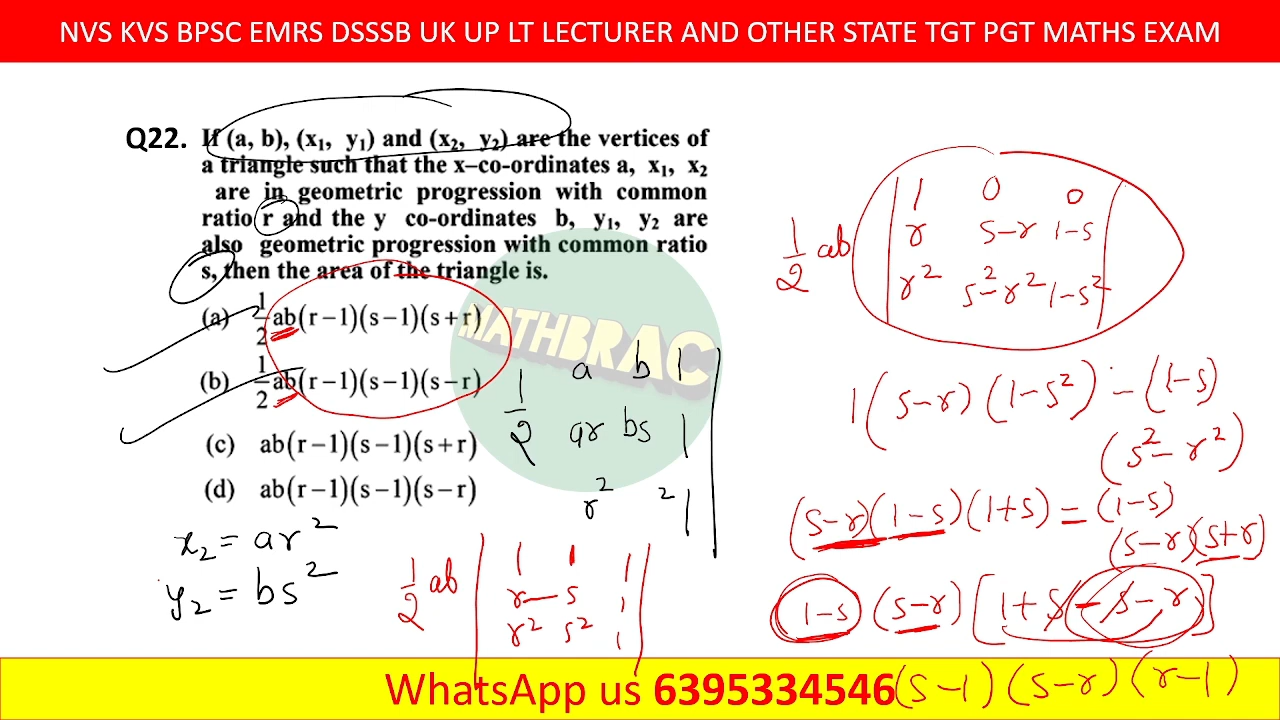 NVS KVS BPSC EMRS DSSSB UK UP LT LECTURER AND OTHER STATE TGT PGT MATHS EXAM
Q22. If (a, b), (x₁, y₁) and (x₂, y₂) are the vertices of
a triangle such that the x–co-ordinates a, x₁, x₂
are in geometric progression with common
ratio r and the y co-ordinates b, y₁, y₂ are
also geometric progression with common ratio
s, then the area of the triangle is.
(a) 1/2 ab(r−1)(s−1)(s+r)
(b) 1/2 ab(r−1)(s−1)(s−r)
(c) ab(r−1)(s−1)(s+r)
(d) ab(r−1)(s−1)(s−r)
x₂ = ar²
y₂ = bs²
MATHBRAC
1/2 a b 1
ar bs 1
r² ² 1
1/2 ab | 1 1 1
r s 1
r² s² 1 |
1/2 ab | 1 0 0
r s−r 1−s
r² s²−r² 1−s² |
1(s−r)(1−s²) − (1−s)
(s²−r²)
(s−r)(1−s)(1+s) = (1−s)
(s−r)(s+r)
(1−s)(s−r)[1+s−s−r]
(s−1)(s−r)(r−1)
WhatsApp us 6395334546